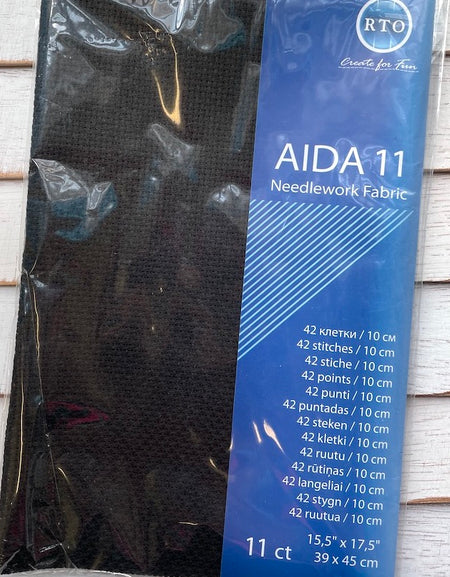 RTO
Create for Fun
AIDA 11
Needlework Fabric
42 клетки / 10 см
42 stitches / 10 cm
42 stiche / 10 cm
42 points / 10 cm
42 punti / 10 cm
42 puntadas / 10 cm
42 steken / 10 cm
42 kletki / 10 cm
42 ruutu / 10 cm
42 rūtiņas / 10 cm
42 langeliai / 10 cm
42 stygn / 10 cm
42 ruutua / 10 cm
15,5" x 17,5"
11 ct 39 x 45 cm